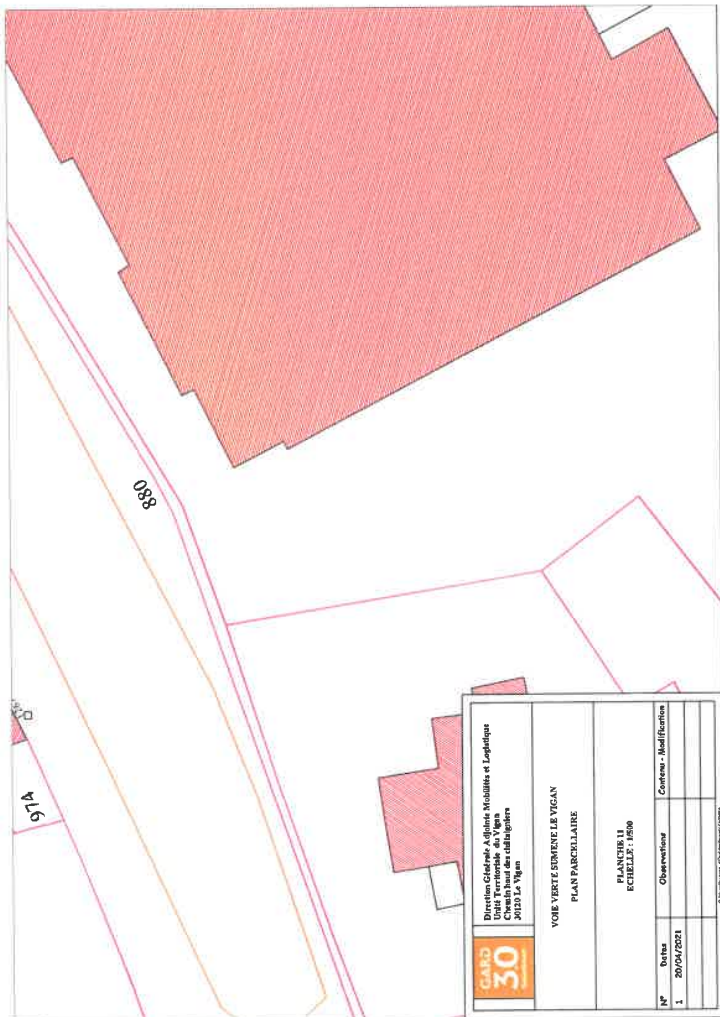 974
880
GARD
30
Direction Générale Adjointe Mobilités et Logistique
Unité Territoriale du Vigan
Chemin haut des châtaigniers
30120 Le Vigan
VOIE VERTE SUMENE LE VIGAN
PLAN PARCELLAIRE
PLANCHE 11
ECHELLE : 1/500
N° Dates Observations Contenu - Modification
1 20/04/2021